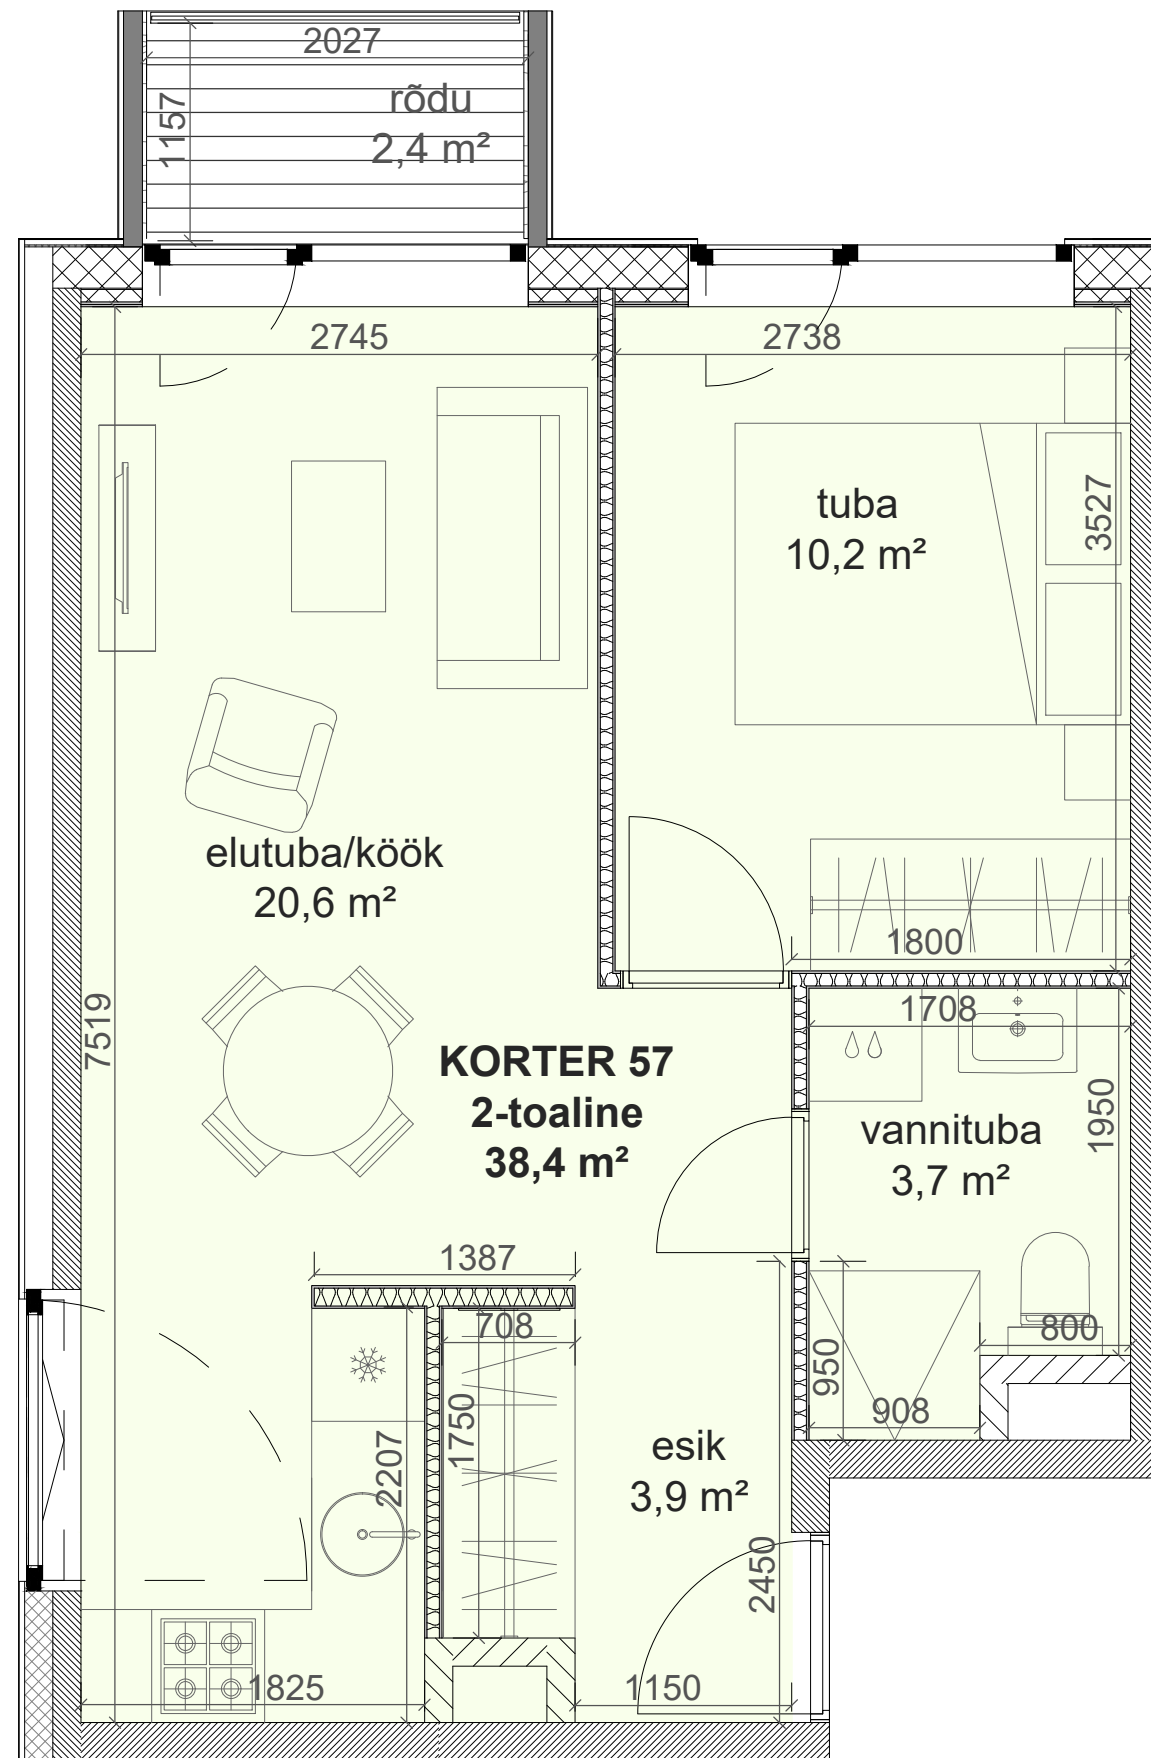 2027
rõdu
2,4 m²
1157
2745
2738
tuba
10,2 m²
3527
elutuba/köök
20,6 m²
1800
7519
1708
KORTER 57
2-toaline
38,4 m²
vannituba
3,7 m²
1950
1387
708
800
950
908
1750
2207
esik
3,9 m²
2450
1825
1150